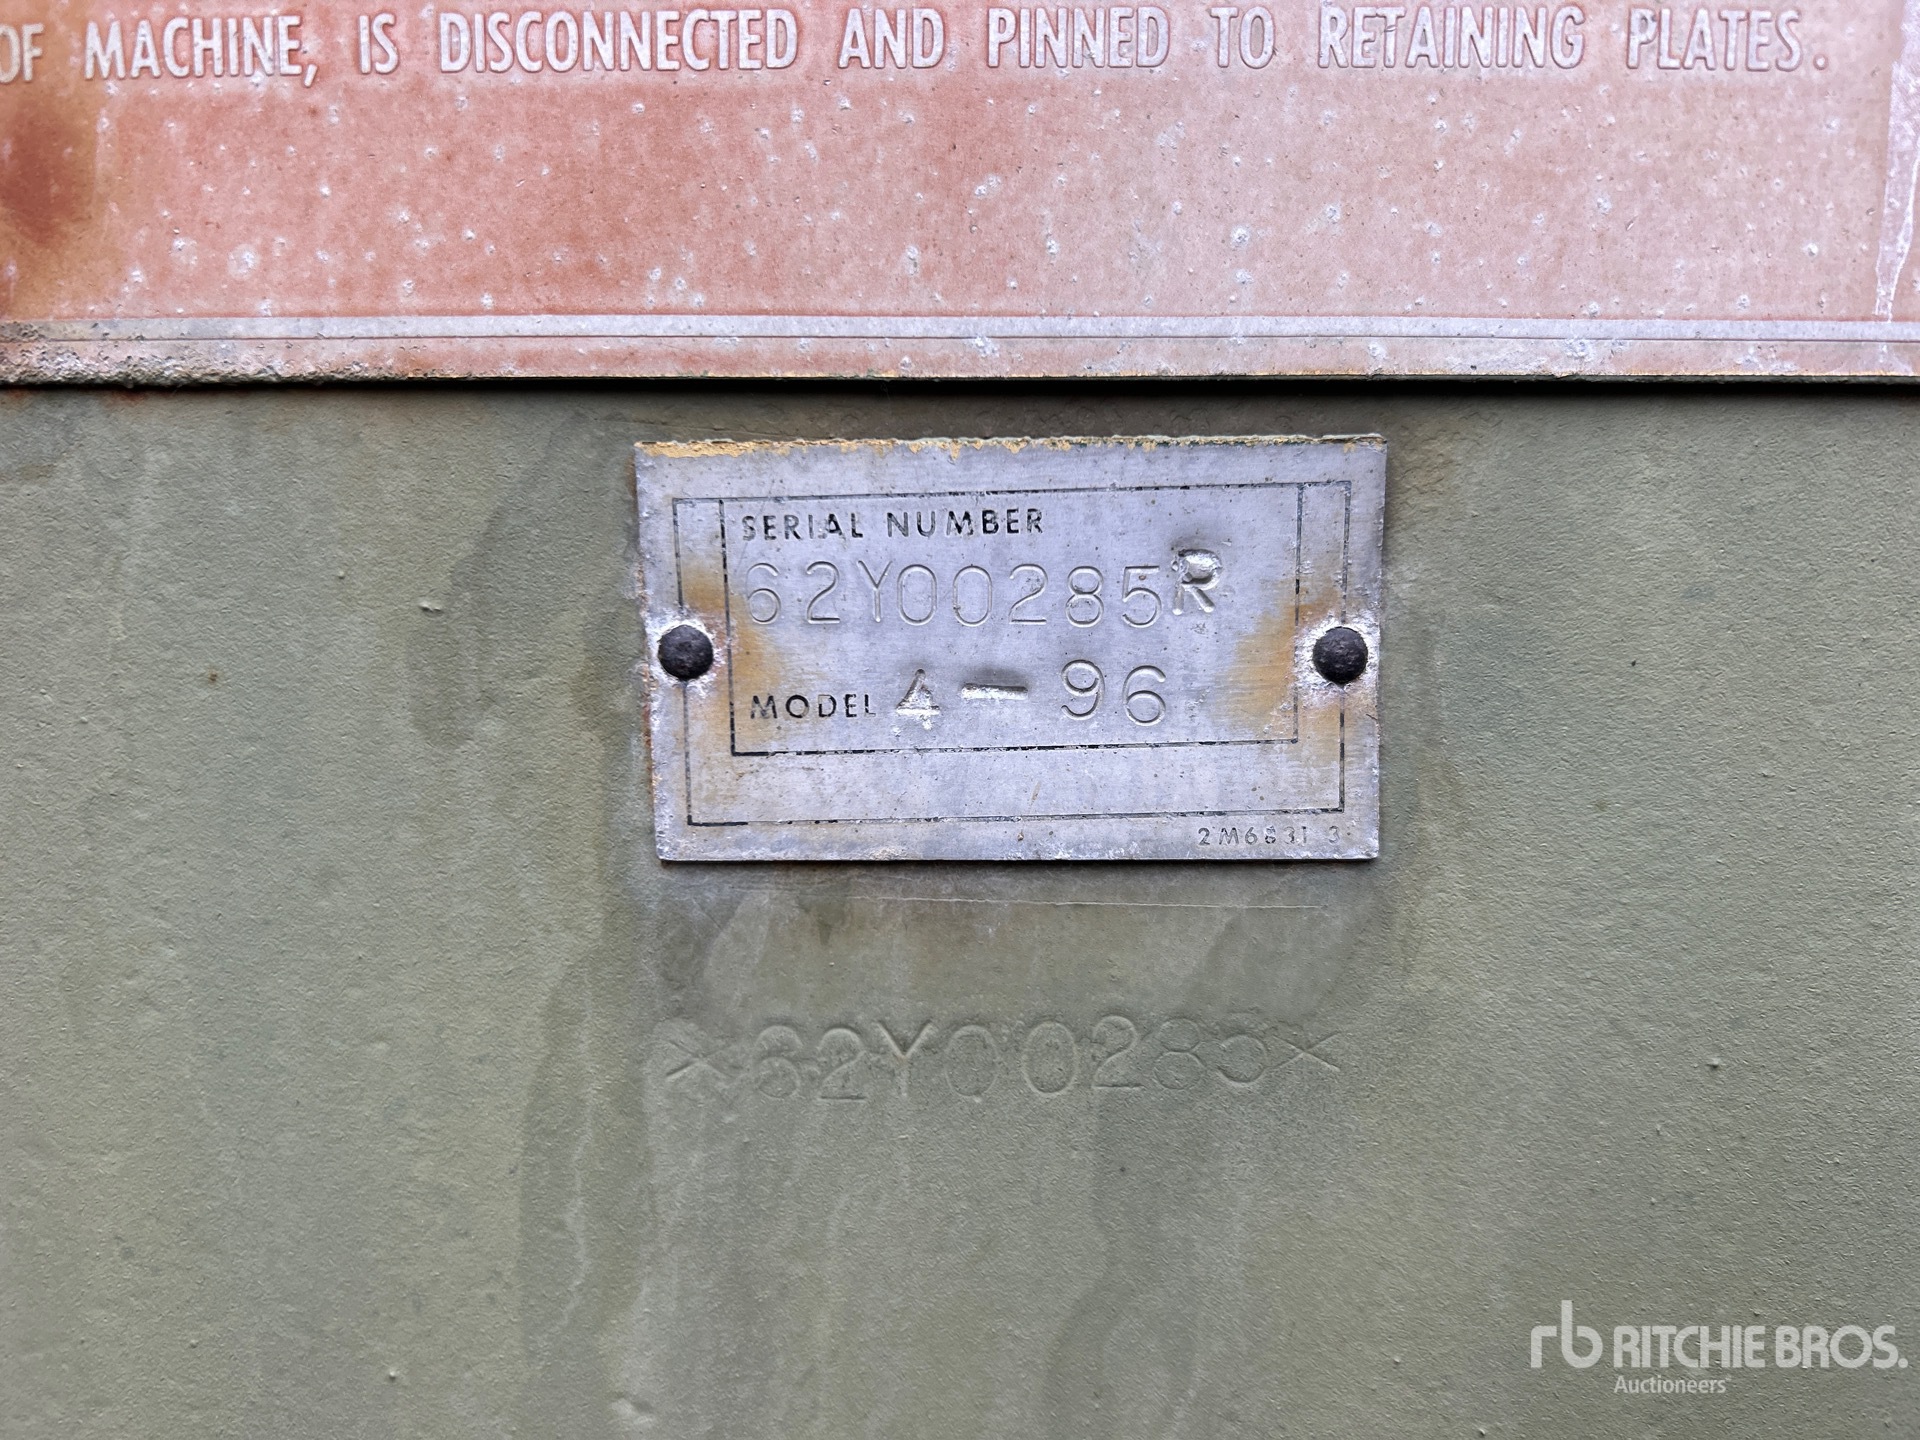 OF MACHINE, IS DISCONNECTED AND PINNED TO RETAINING PLATES.
SERIAL NUMBER
62Y00285R
MODEL 4-96
2M6831 3
*62Y00285*
rb RITCHIE BROS.
Auctioneers